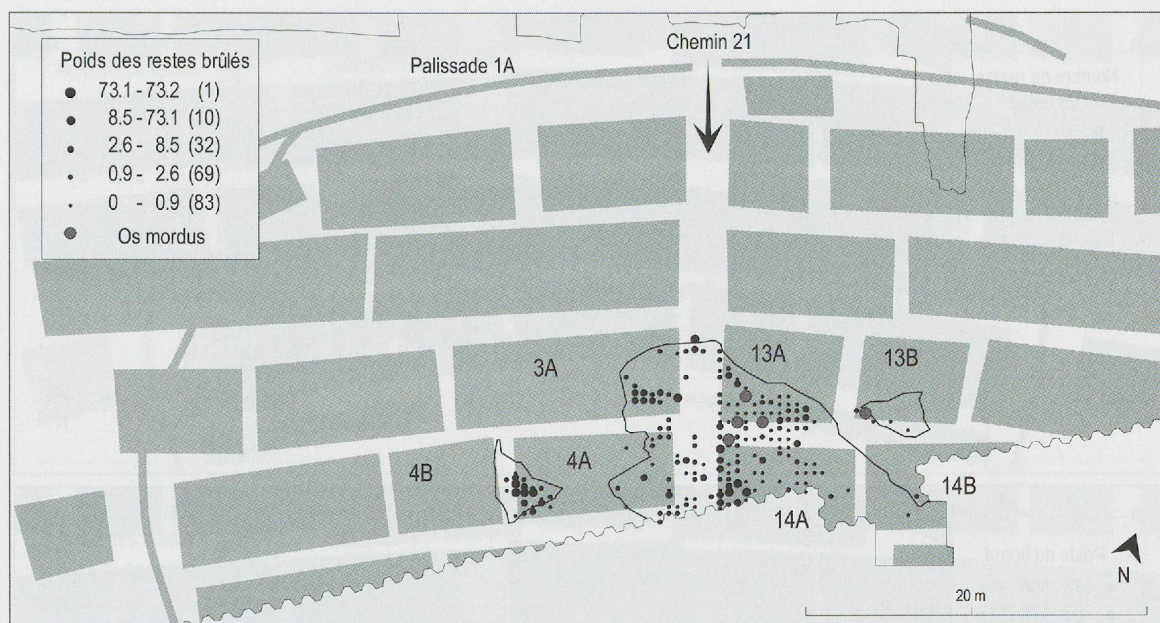 Poids des restes brûlés
73.1 - 73.2 (1)
8.5 - 73.1 (10)
2.6 - 8.5 (32)
0.9 - 2.6 (69)
0 - 0.9 (83)
Os mordus
Palissade 1A
Chemin 21
3A
13A
13B
4B
4A
14A
14B
N
20 m